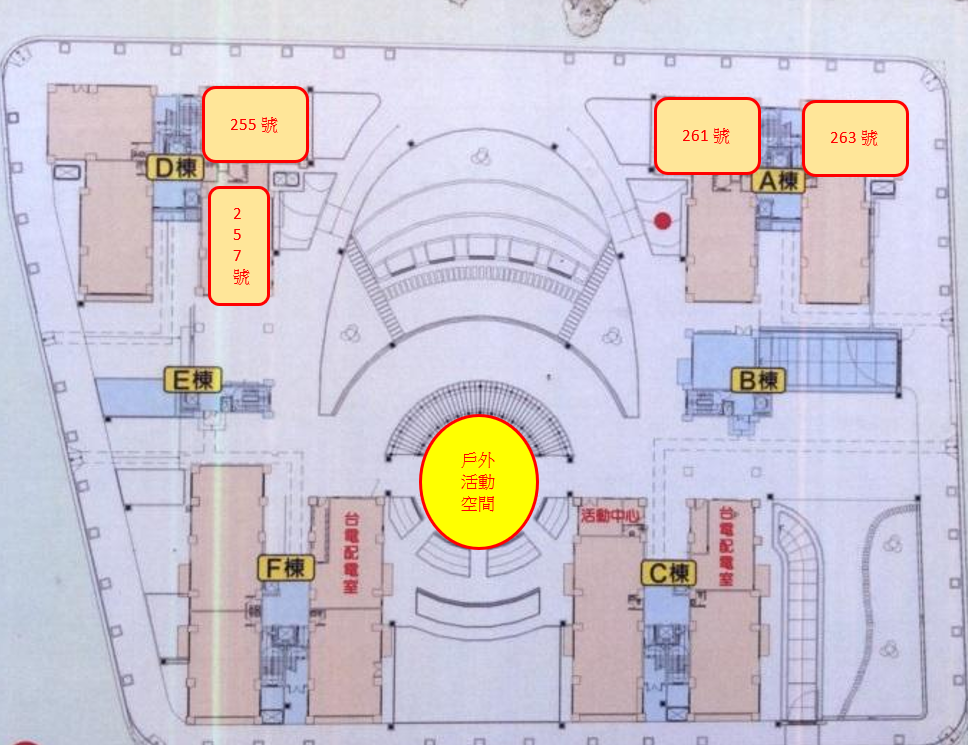 255 號
261 號
263 號
D棟
A棟
2
5
7
號
E棟
B棟
戶外
活動
空間
台電配電室
活動中心
台電配電室
F棟
C棟